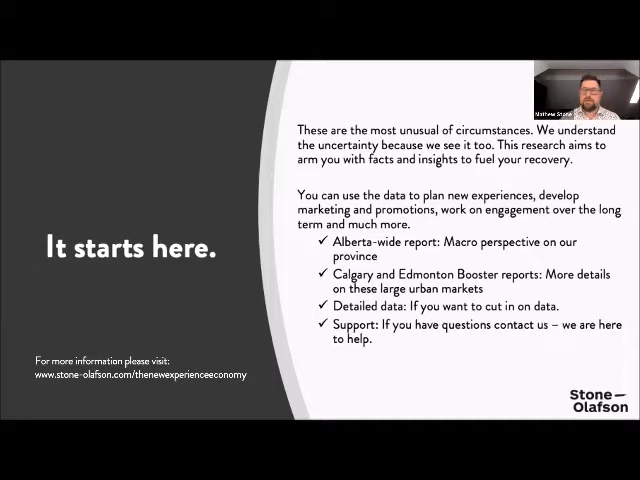 Mathew Stone
These are the most unusual of circumstances. We understand
the uncertainty because we see it too. This research aims to
arm you with facts and insights to fuel your recovery.
You can use the data to plan new experiences, develop
marketing and promotions, work on engagement over the long
term and much more.
✓ Alberta-wide report: Macro perspective on our
province
✓ Calgary and Edmonton Booster reports: More details
on these large urban markets
✓ Detailed data: If you want to cut in on data.
✓ Support: If you have questions contact us – we are here
to help.
It starts here.
For more information please visit:
www.stone-olafson.com/thenewexperienceeconomy
Stone–
Olafson